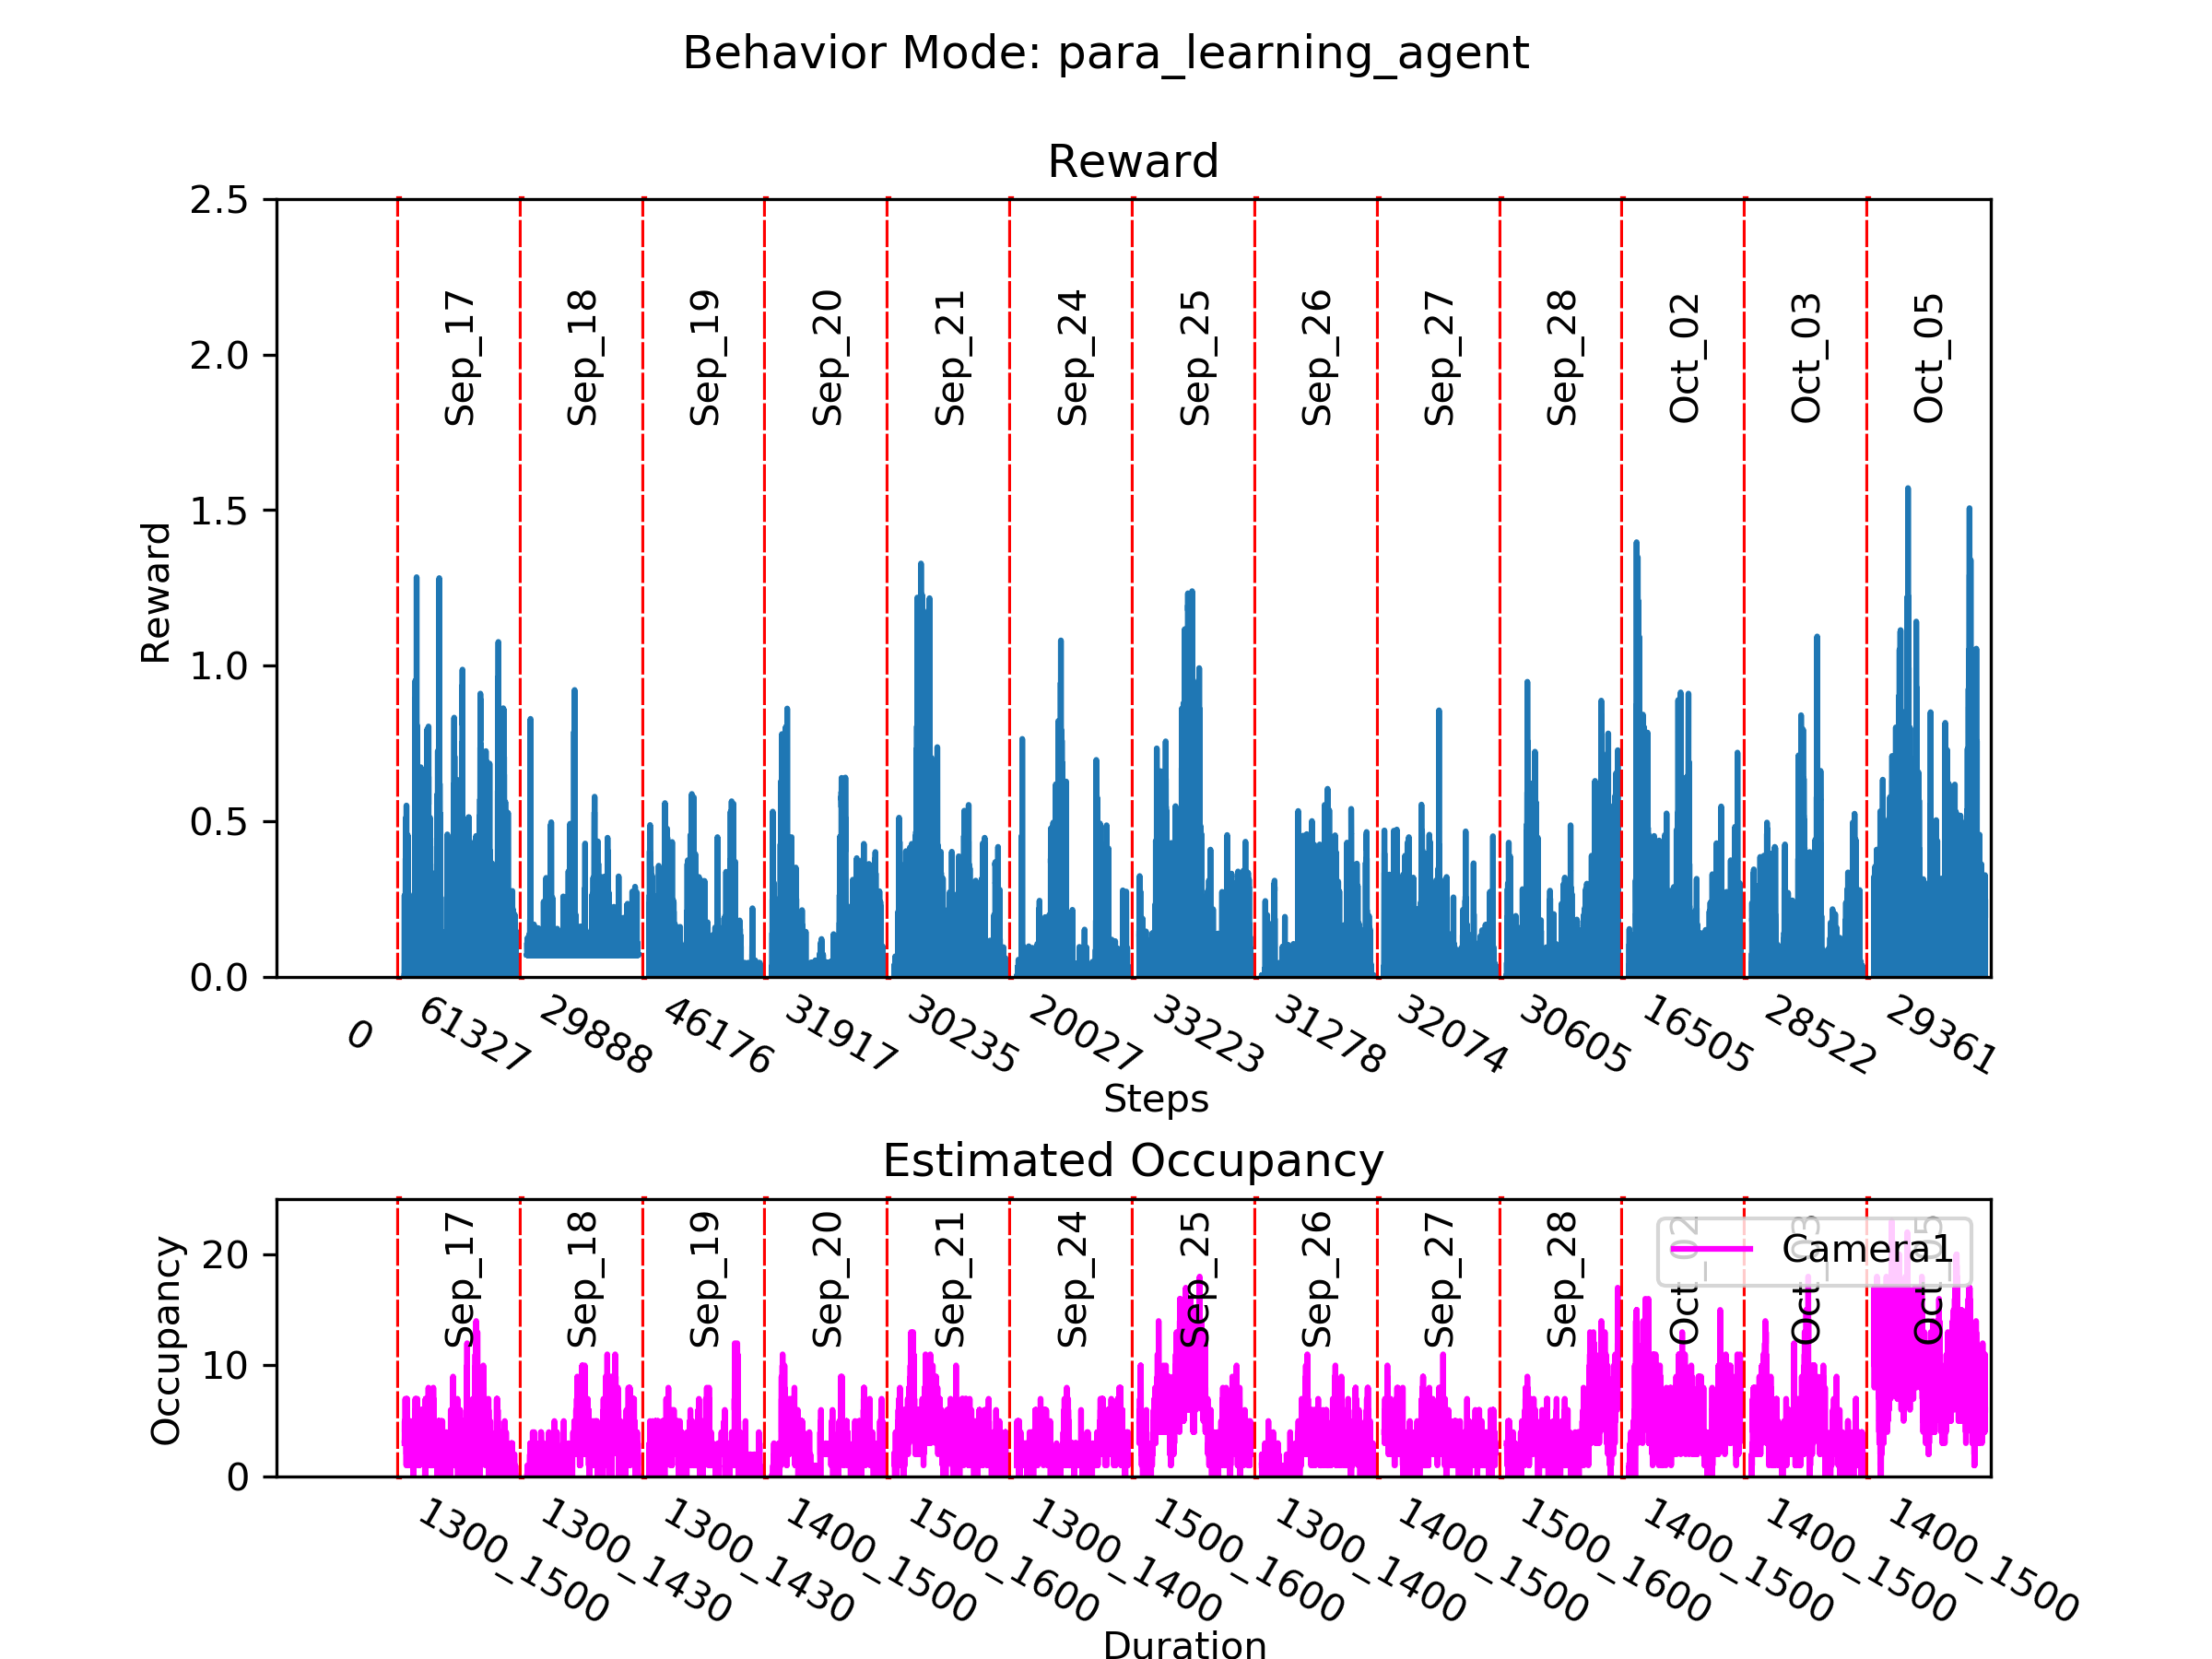 Behavior Mode: para_learning_agent
Reward
2.5
2.0
1.5
1.0
0.5
0.0
Reward
Sep_17
Sep_18
Sep_19
Sep_20
Sep_21
Sep_24
Sep_25
Sep_26
Sep_27
Sep_28
Oct_02
Oct_03
Oct_05
0
61327
29888
46176
31917
30235
20027
33223
31278
32074
30605
16505
28522
29361
Steps
Estimated Occupancy
20
10
0
Occupancy
Sep_17
Sep_18
Sep_19
Sep_20
Sep_21
Sep_24
Sep_25
Sep_26
Sep_27
Sep_28
Oct_02
Oct_03
Oct_05
Camera1
1300_1500
1300_1430
1300_1430
1400_1500
1500_1600
1300_1400
1500_1600
1300_1400
1400_1500
1500_1600
1400_1500
1400_1500
1400_1500
Duration